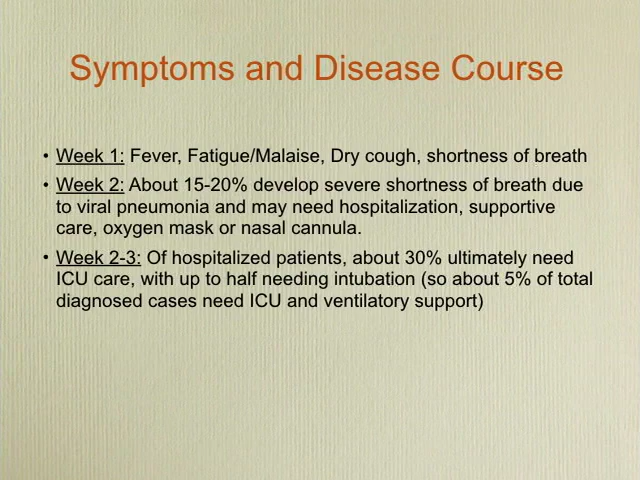 Symptoms and Disease Course
• Week 1: Fever, Fatigue/Malaise, Dry cough, shortness of breath
• Week 2: About 15-20% develop severe shortness of breath due
to viral pneumonia and may need hospitalization, supportive
care, oxygen mask or nasal cannula.
• Week 2-3: Of hospitalized patients, about 30% ultimately need
ICU care, with up to half needing intubation (so about 5% of total
diagnosed cases need ICU and ventilatory support)